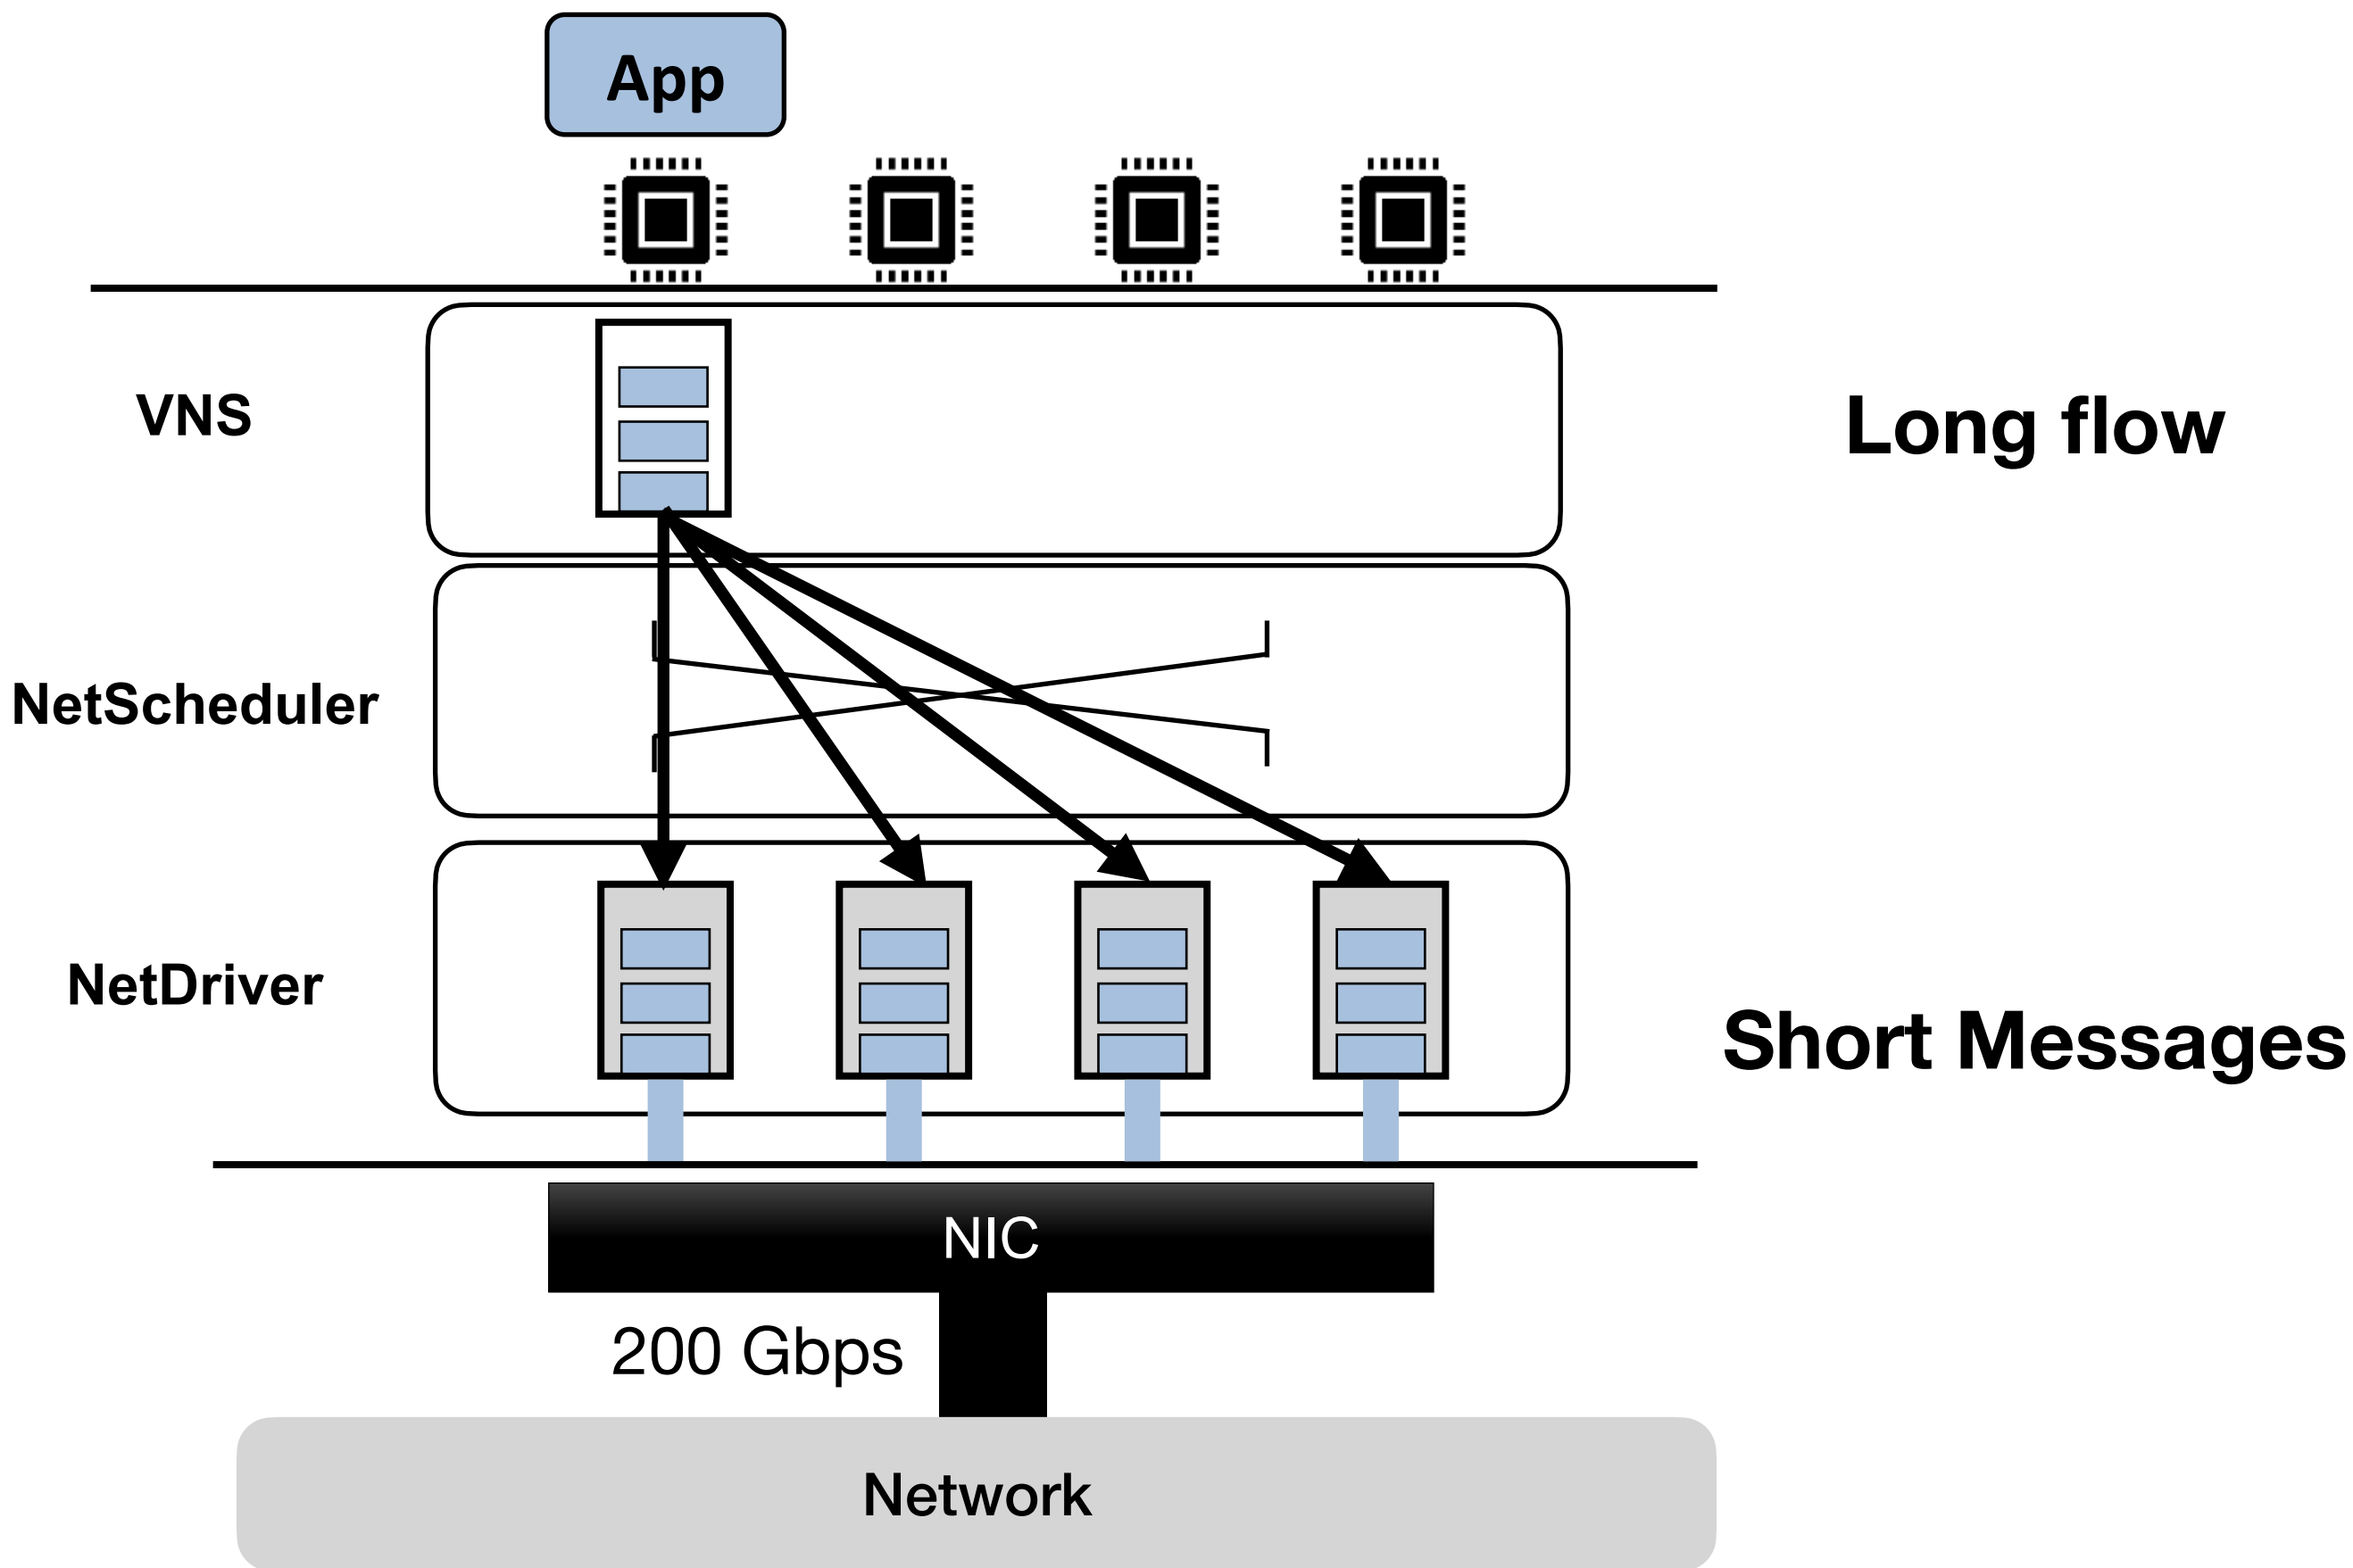 App
VNS
Long flow
NetScheduler
NetDriver
Short Messages
NIC
200 Gbps
Network